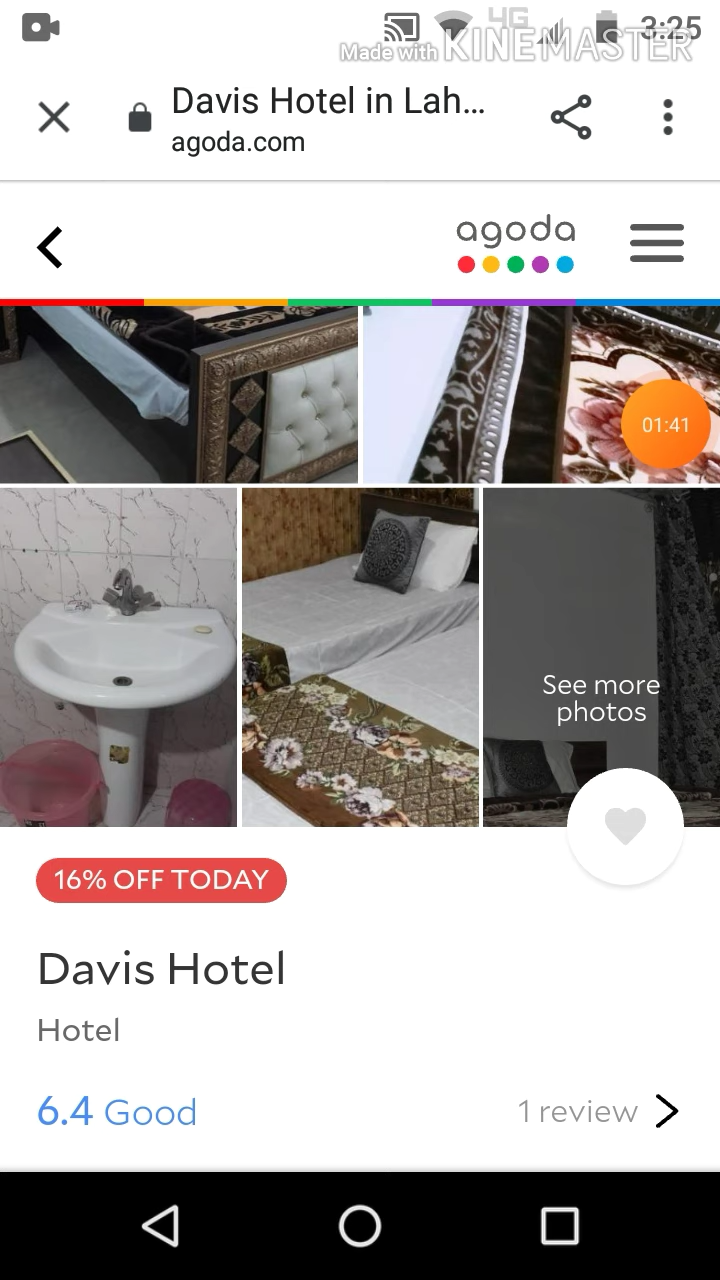 4G 3:25
Made with KINEMASTER
Davis Hotel in Lah...
agoda.com
agoda
01:41
See more
photos
16% OFF TODAY
Davis Hotel
Hotel
6.4 Good
1 review